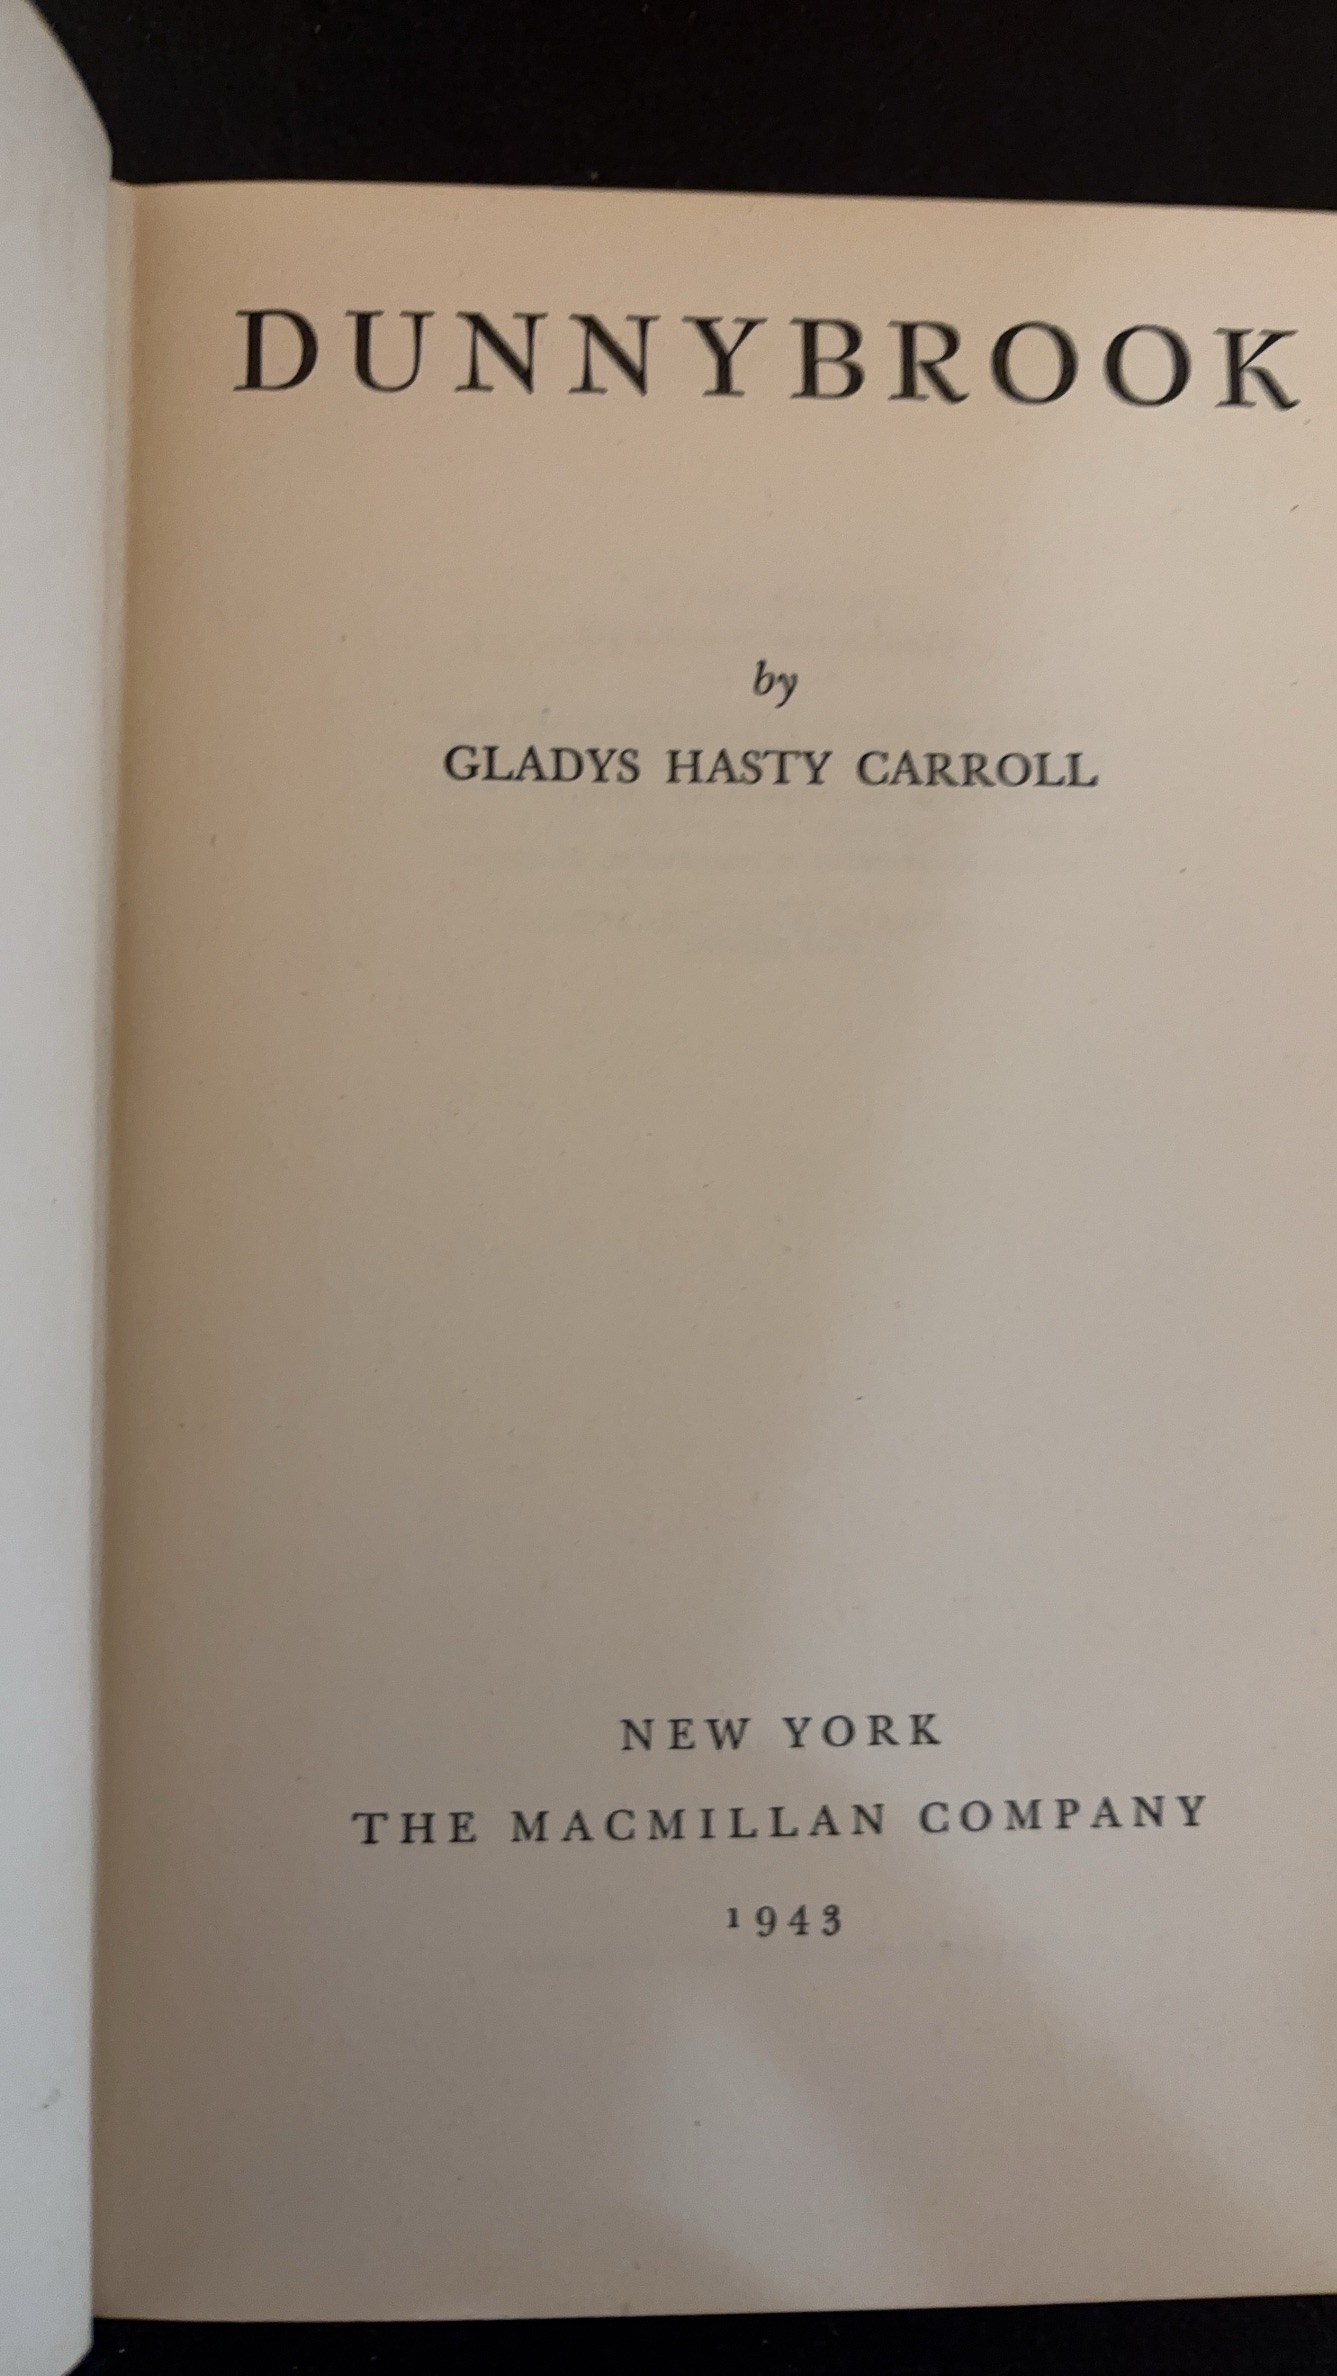 DUNNYBROOK
by
GLADYS HASTY CARROLL
NEW YORK
THE MACMILLAN COMPANY
1943